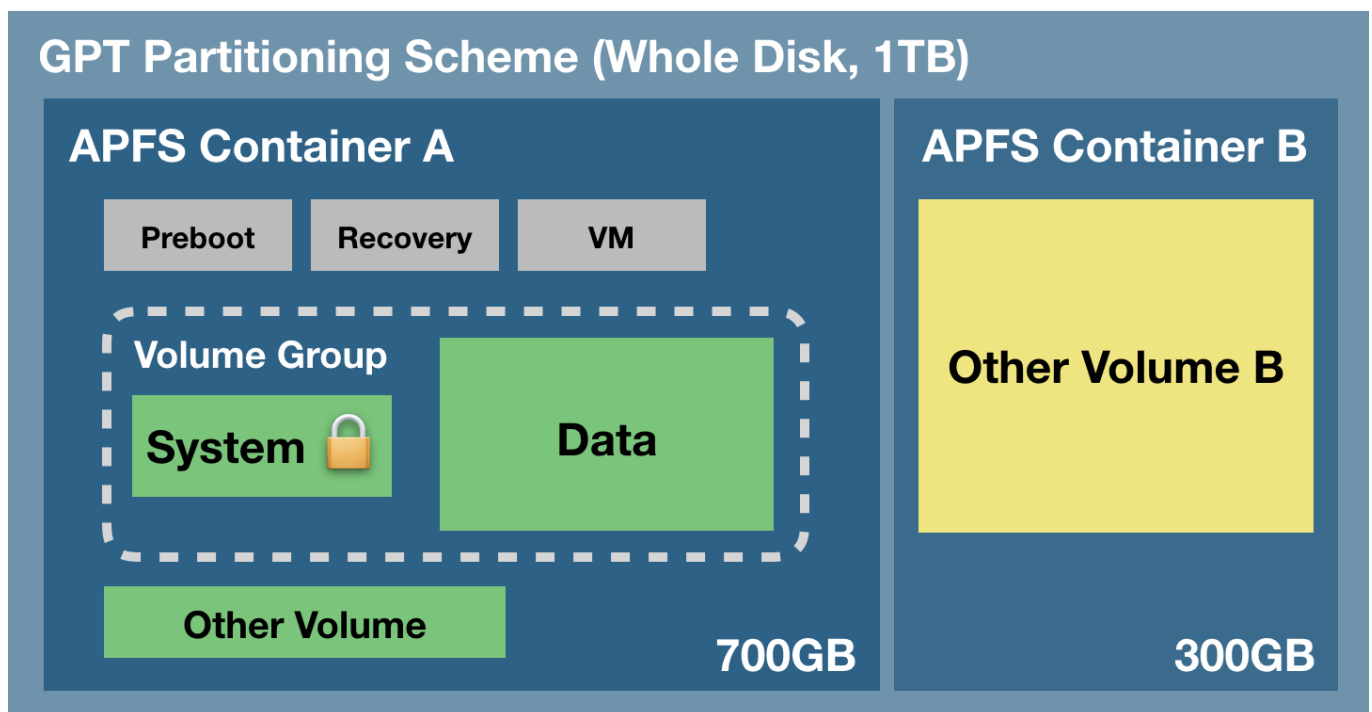 GPT Partitioning Scheme (Whole Disk, 1TB)
APFS Container A
Preboot
Recovery
VM
Volume Group
System
Data
Other Volume
700GB
APFS Container B
Other Volume B
300GB